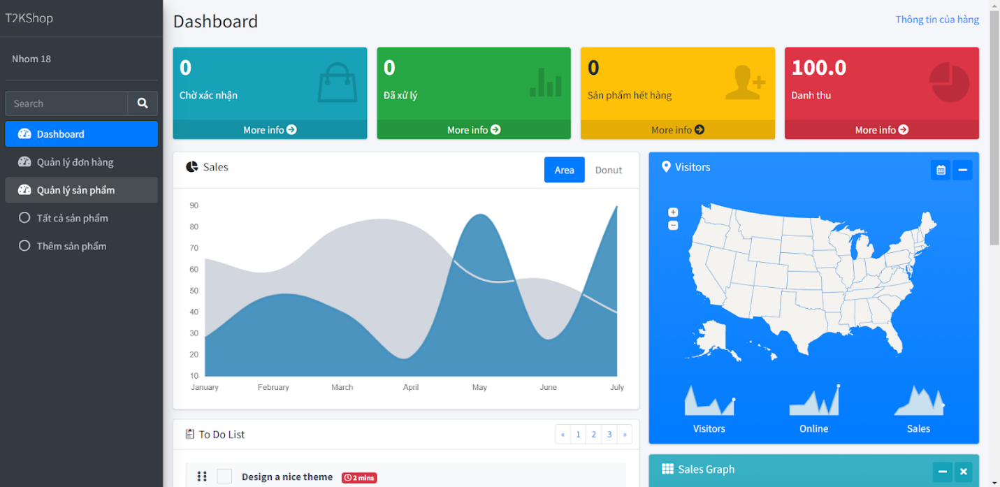 T2KShop
Nhom 18
Search
Dashboard
Quản lý đơn hàng
Quản lý sản phẩm
Tất cả sản phẩm
Thêm sản phẩm
Dashboard
Thông tin của hàng
0
Chờ xác nhận
More info
0
Đã xử lý
More info
0
Sản phẩm hết hàng
More info
100.0
Danh thu
More info
Sales
Area Donut
90
80
70
60
50
40
30
20
10
January February March April May June July
Visitors
+
−
Visitors Online Sales
To Do List
« 1 2 3 »
Design a nice theme 2 mins
Sales Graph